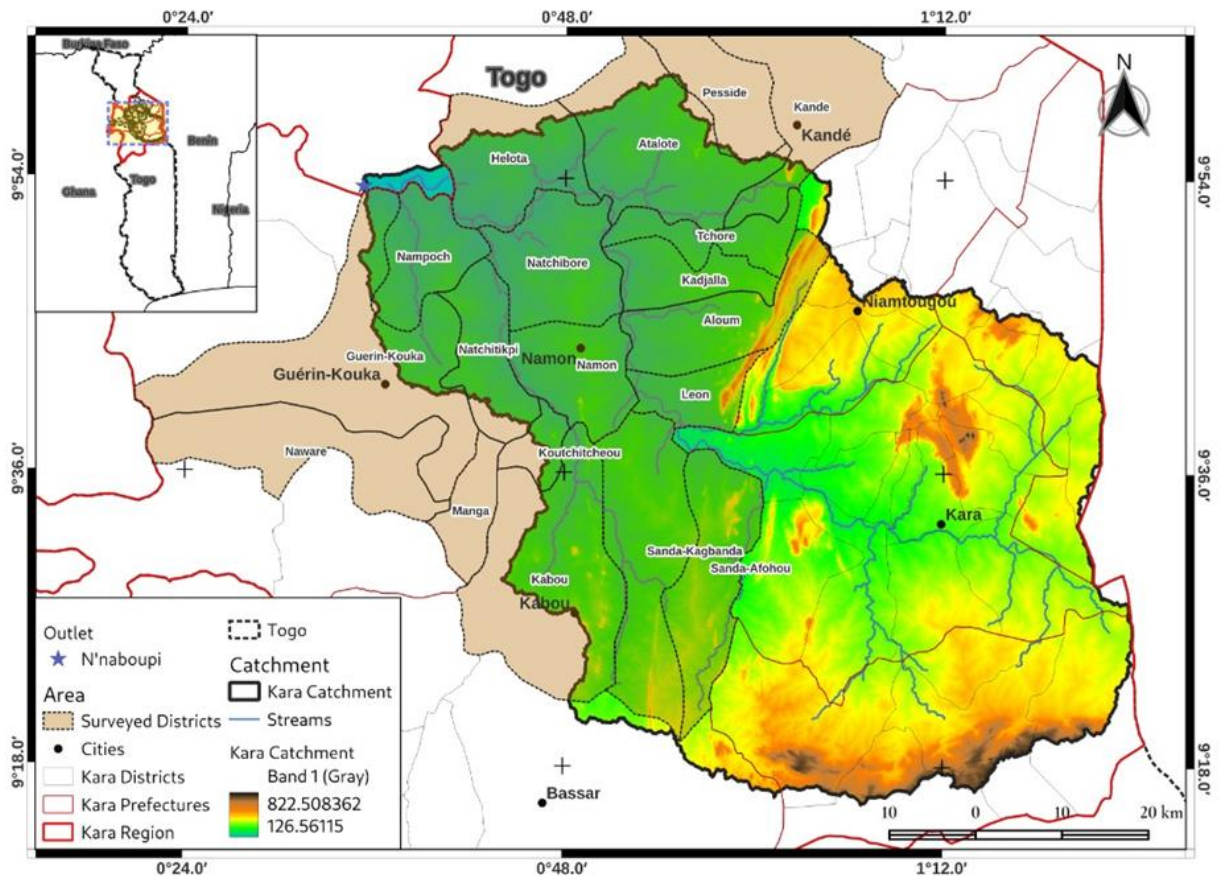 0°24.0′
0°48.0′
1°12.0′
Burkina Faso
Benin
Ghana
Togo
Nigeria
Togo
N
Pesside
Kande
Kandé
Atalote
Helota
9°54.0′
9°54.0′
Tchore
Nampoch
Natchibore
Kadjalla
Niamtougou
Aloum
Guerin-Kouka
Natchitikpi
Namon
Namon
Guérin-Kouka
Leon
Naware
Koutchitcheou
9°36.0′
9°36.0′
Manga
Kara
Sanda-Kagbanda
Sanda-Afohou
Kabou
Kabou
Outlet
N'naboupi
Area
Surveyed Districts
Cities
Kara Districts
Kara Prefectures
Kara Region
Togo
Catchment
Kara Catchment
Streams
Kara Catchment
Band 1 (Gray)
822.508362
126.56115
9°18.0′
9°18.0′
Bassar
10 0 10 20 km
0°24.0′
0°48.0′
1°12.0′